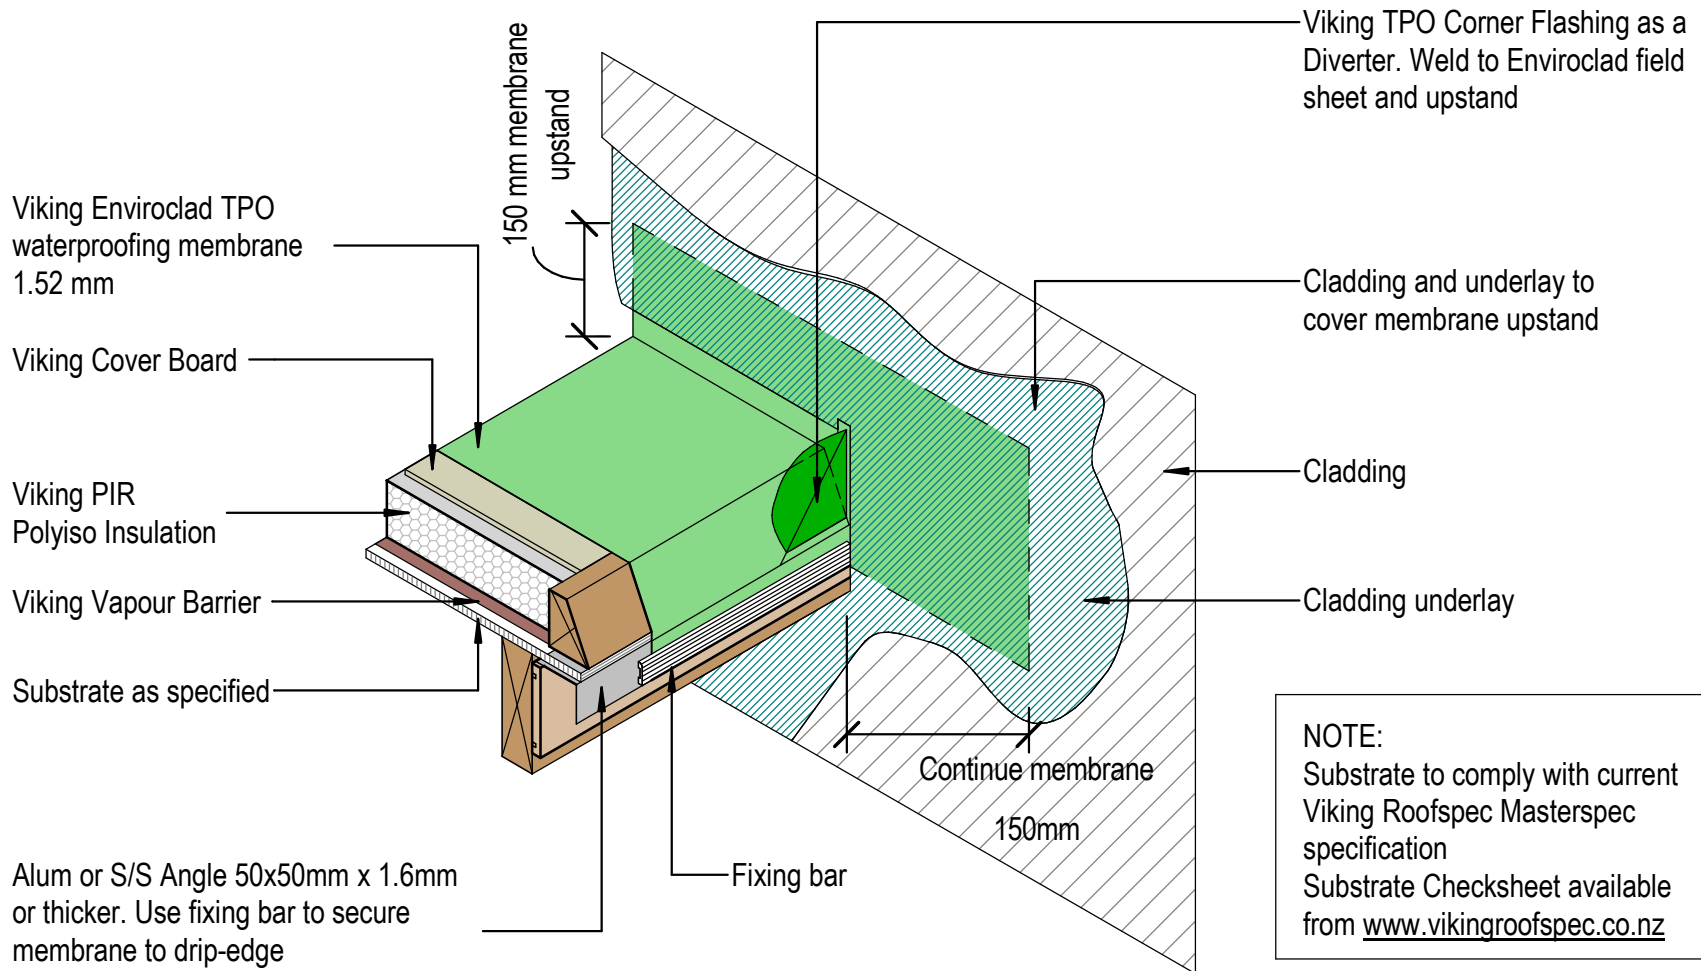 150 mm membrane
upstand
Viking TPO Corner Flashing as a
Diverter. Weld to Enviroclad field
sheet and upstand
Viking Enviroclad TPO
waterproofing membrane
1.52 mm
Cladding and underlay to
cover membrane upstand
Viking Cover Board
Cladding
Viking PIR
Polyiso Insulation
Viking Vapour Barrier
Cladding underlay
Substrate as specified
Continue membrane
150mm
Alum or S/S Angle 50x50mm x 1.6mm
or thicker. Use fixing bar to secure
membrane to drip-edge
Fixing bar
NOTE:
Substrate to comply with current
Viking Roofspec Masterspec
specification
Substrate Checksheet available
from www.vikingroofspec.co.nz